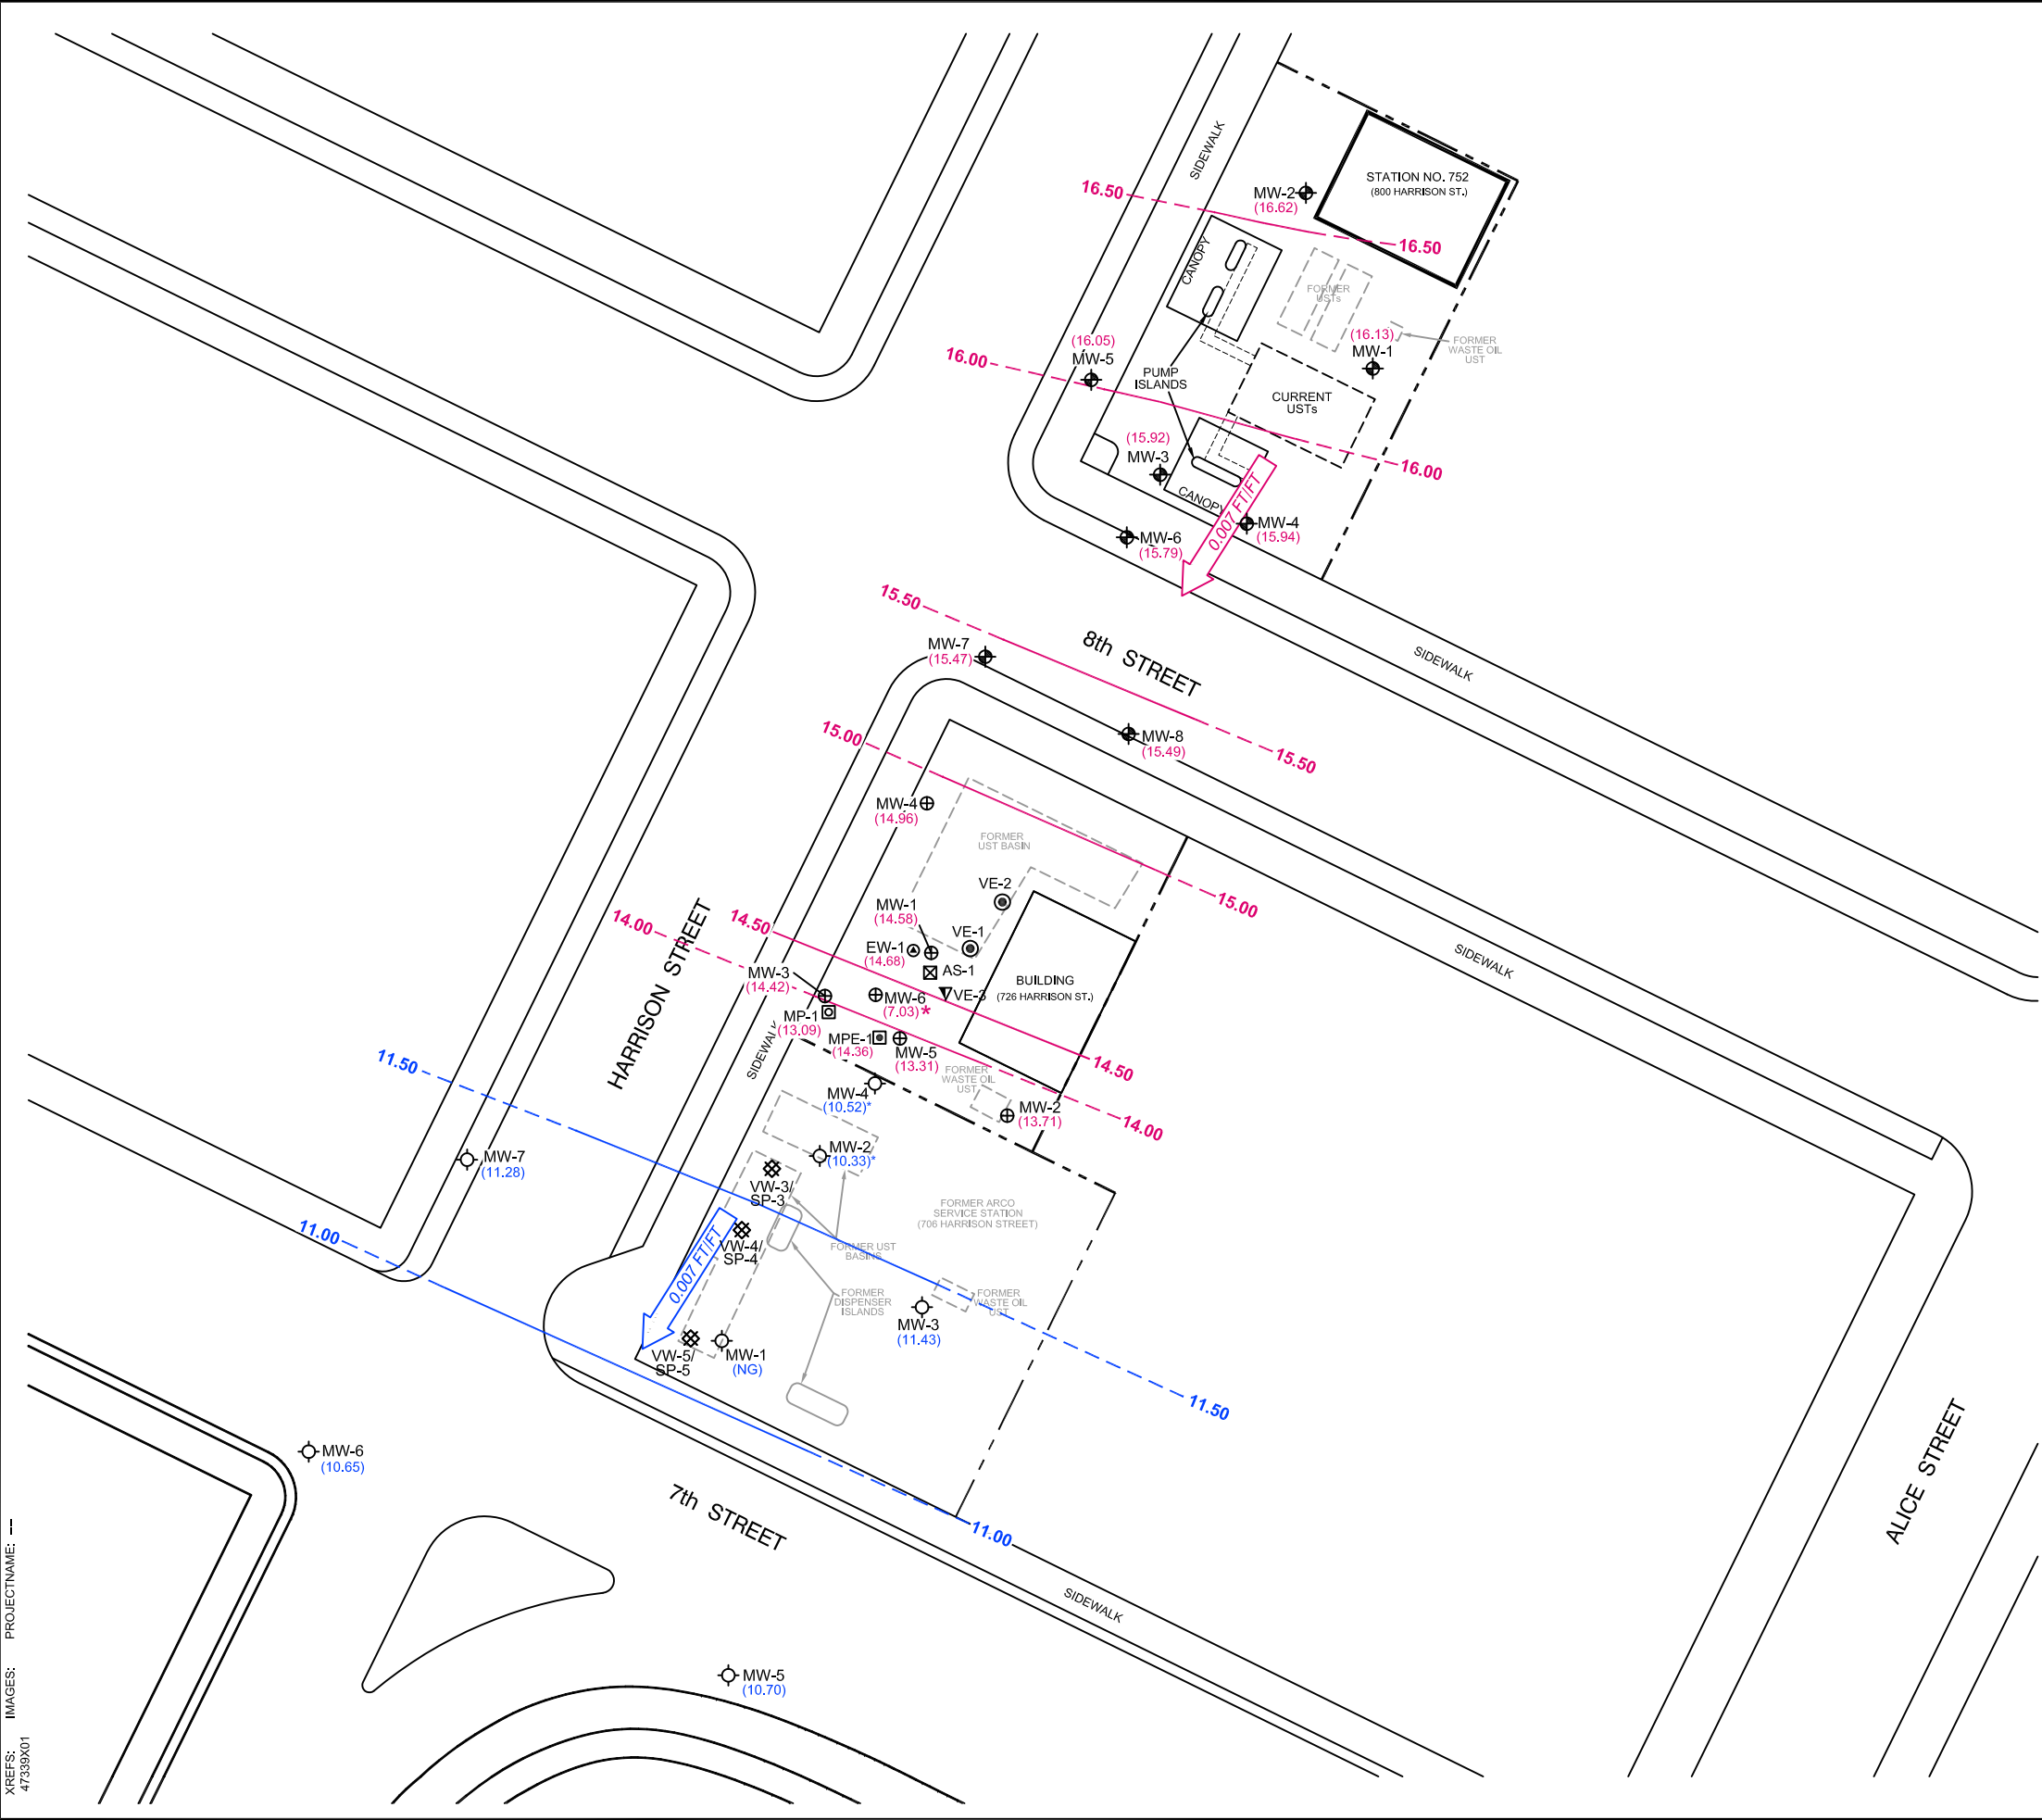 SIDEWALK
STATION NO. 752
(800 HARRISON ST.)
MW-2
(16.62)
16.50
16.50
CANOPY
FORMER
USTs
(16.13)
MW-1
FORMER
WASTE OIL
UST
(16.05)
MW-5
16.00
PUMP
ISLANDS
CURRENT
USTs
(15.92)
MW-3
16.00
CANOPY
0.007 FT/FT
MW-4
(15.94)
MW-6
(15.79)
15.50
8th STREET
SIDEWALK
MW-7
(15.47)
15.00
MW-8
(15.49)
15.50
MW-4
(14.96)
FORMER
UST BASIN
VE-2
MW-1
(14.58)
15.00
14.00
14.50
HARRISON STREET
EW-1
(14.68)
VE-1
AS-1
SIDEWALK
MW-3
(14.42)
BUILDING
(726 HARRISON ST.)
MW-6
(7.03)*
VE-3
MP-1
(13.09)
SIDEWALK
MPE-1
(14.36)
MW-5
(13.31)
14.50
FORMER
WASTE OIL
UST
11.50
MW-4
(10.52)*
MW-2
(13.71)
14.00
MW-7
(11.28)
MW-2
(10.33)*
VW-3/
SP-3
FORMER ARCO
SERVICE STATION
(706 HARRISON STREET)
11.00
VW-4/
SP-4
FORMER UST
BASINS
0.007 FT/FT
FORMER
DISPENSER
ISLANDS
FORMER
WASTE OIL
UST
MW-3
(11.43)
VW-5/
SP-5
MW-1
(NG)
11.50
MW-6
(10.65)
7th STREET
11.00
ALICE STREET
SIDEWALK
MW-5
(10.70)
XREFS: IMAGES: PROJECTNAME: --
47339X01